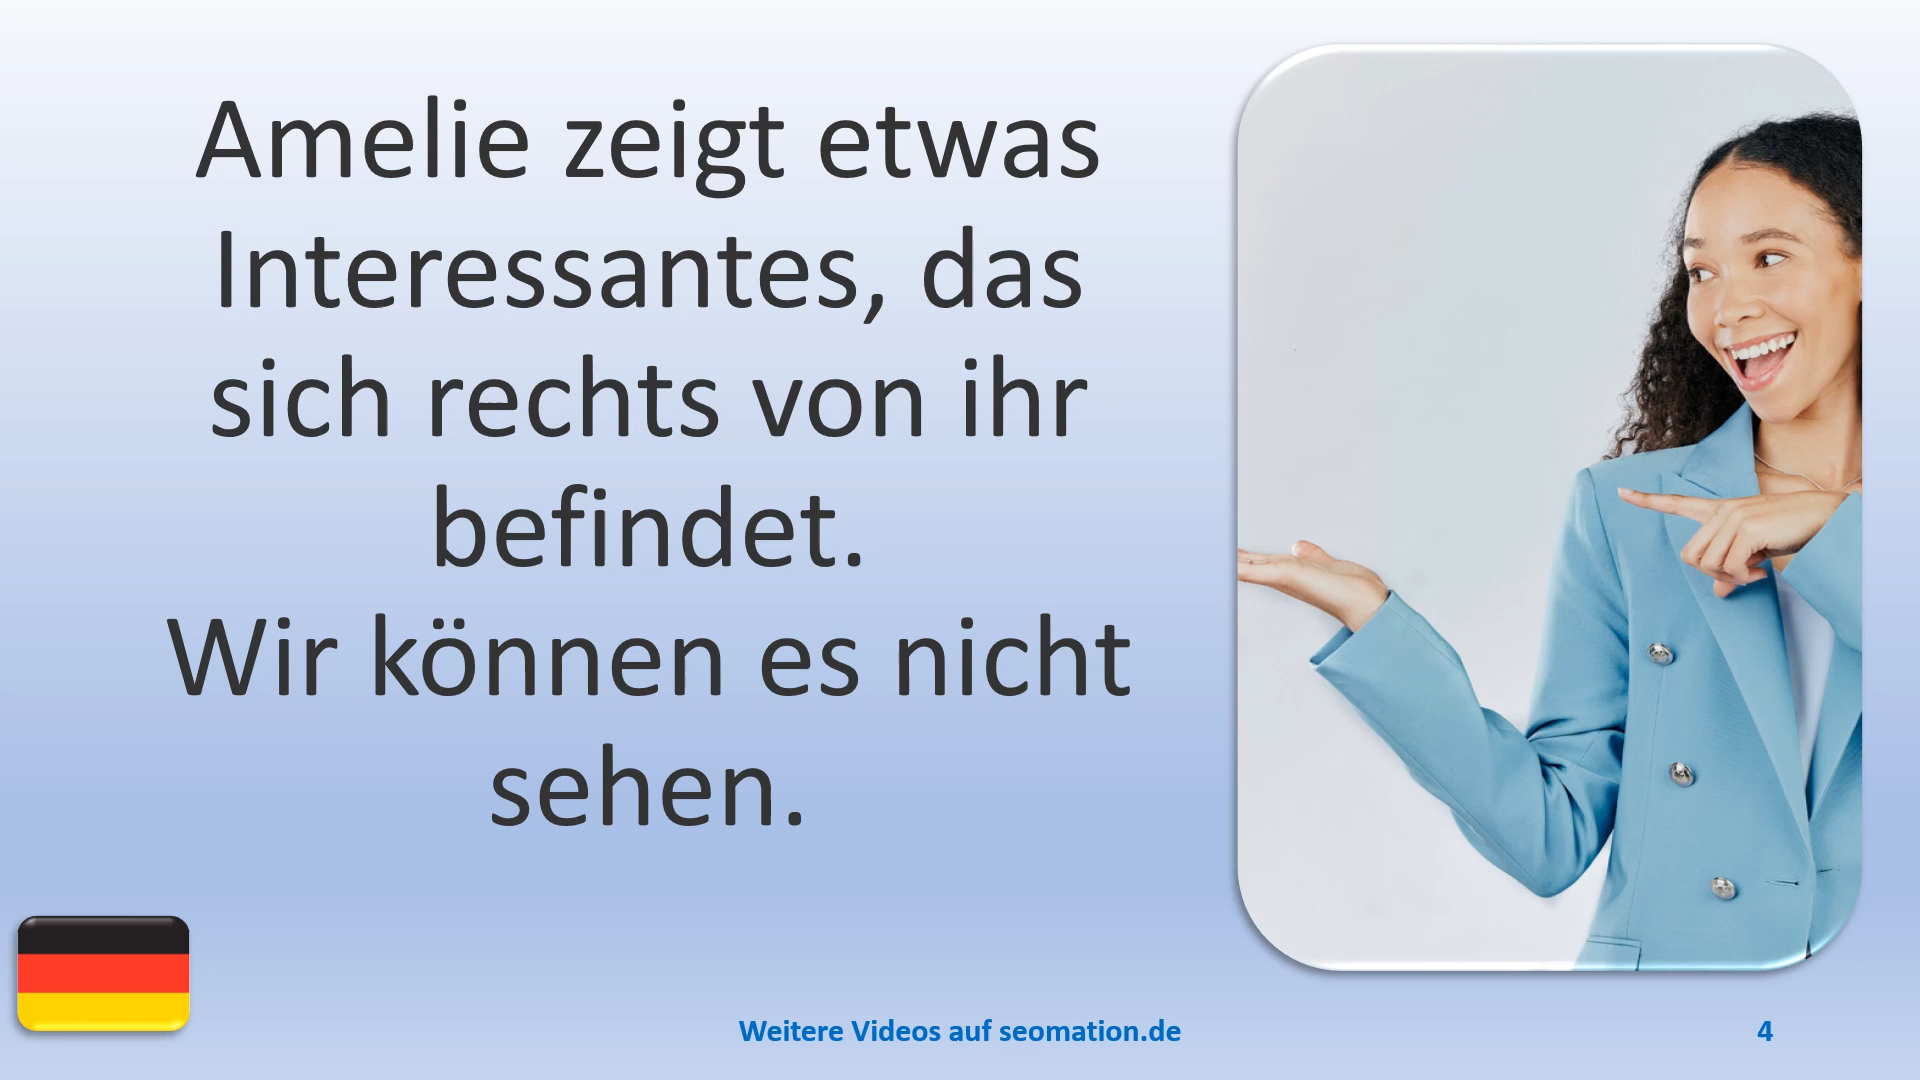 Amelie zeigt etwas
Interessantes, das
sich rechts von ihr
befindet.
Wir können es nicht
sehen.
Weitere Videos auf seomation.de
4